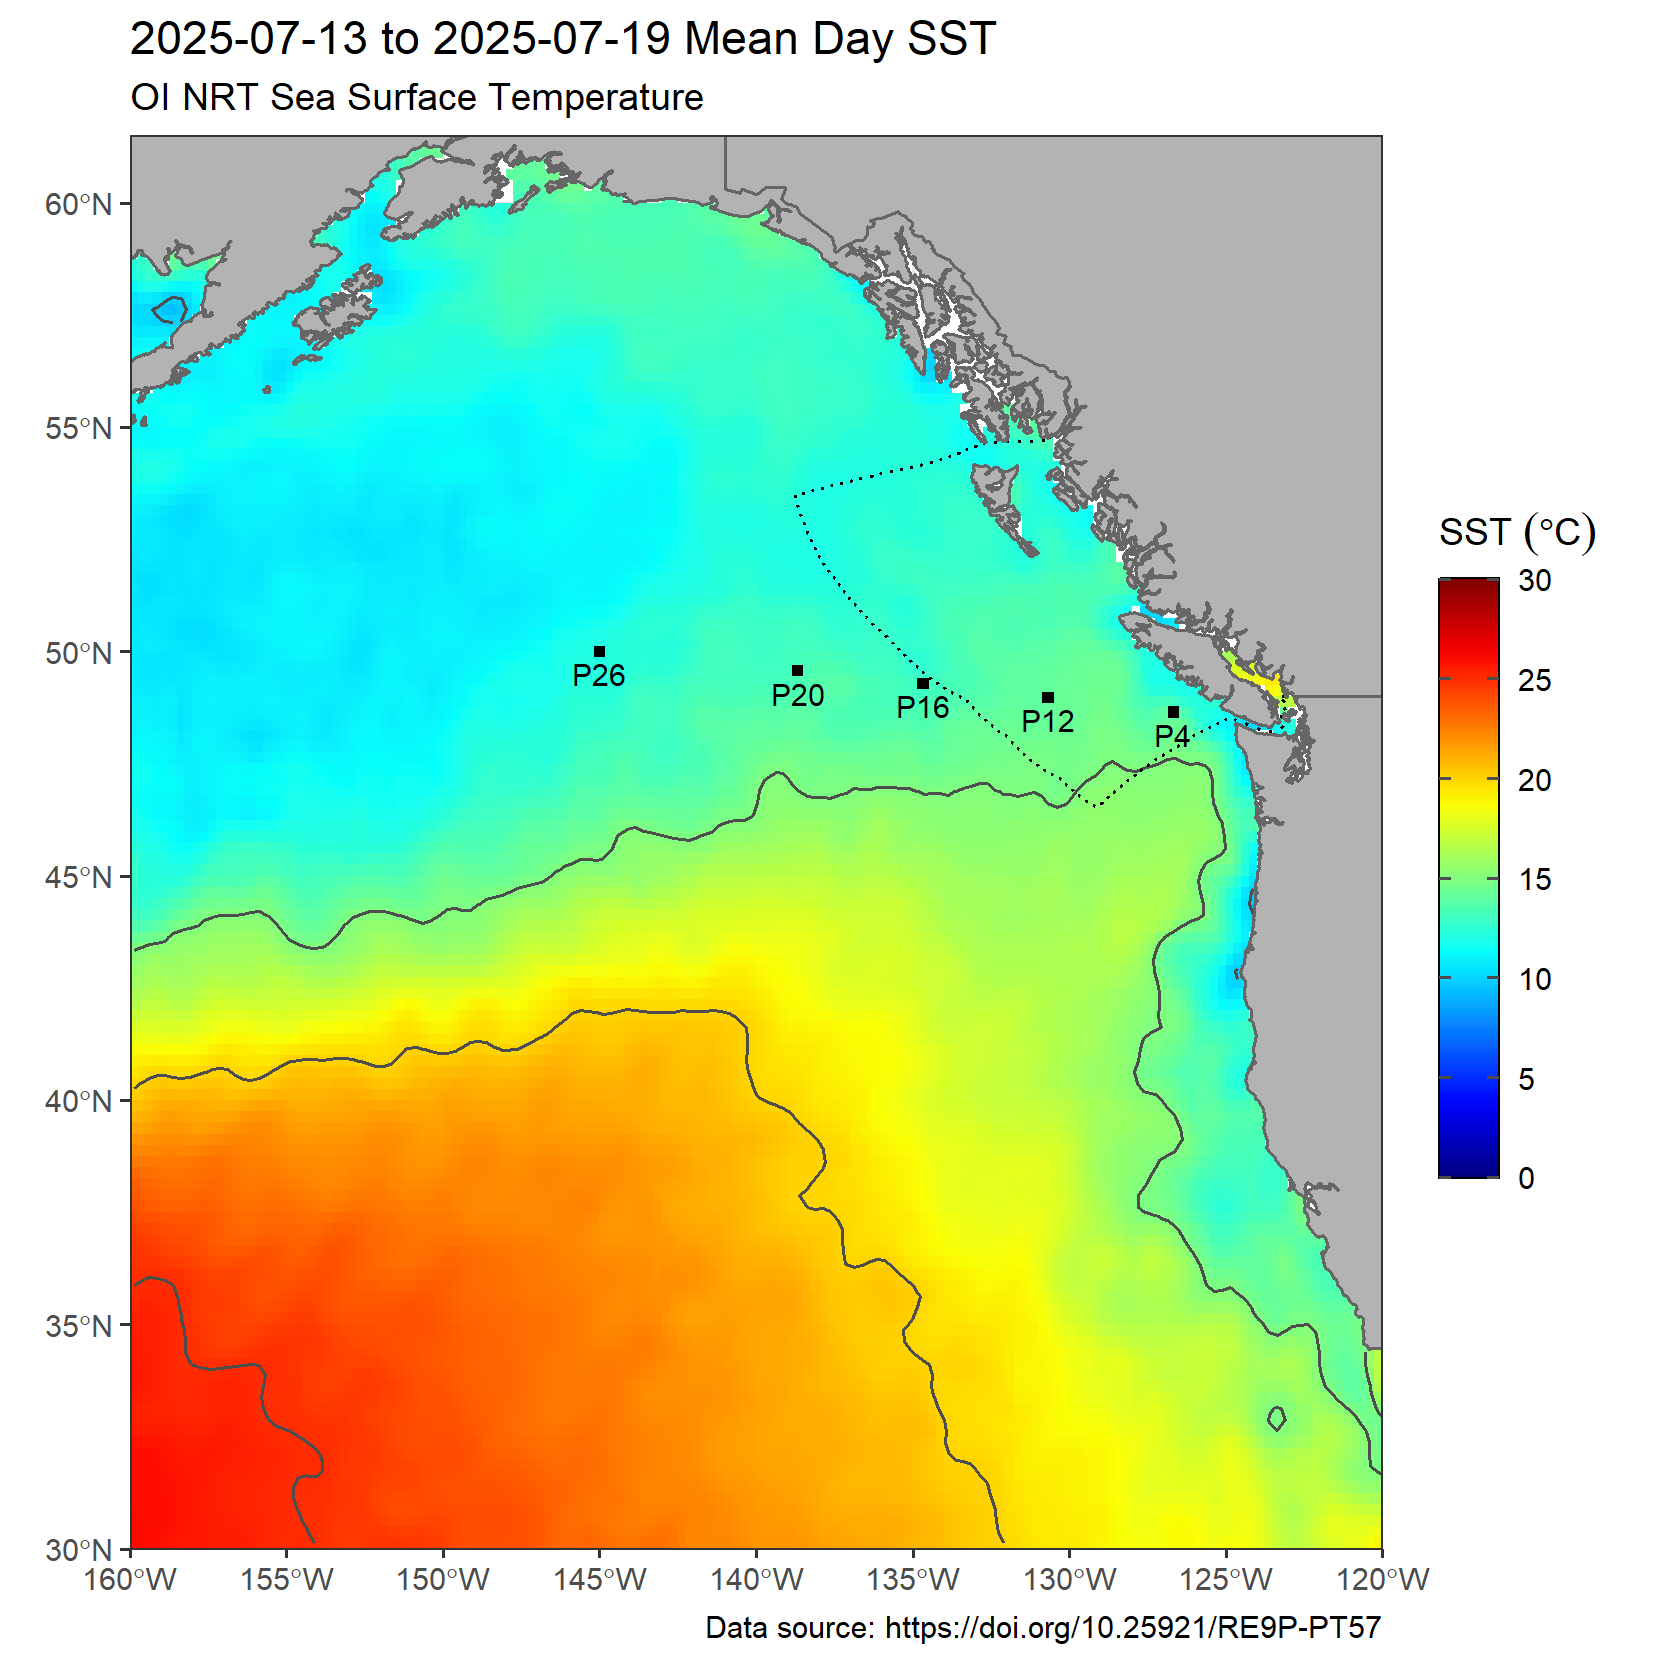 2025-07-13 to 2025-07-19 Mean Day SST
OI NRT Sea Surface Temperature
60°N
55°N
50°N
45°N
40°N
35°N
30°N
P26
P20
P16
P12
P4
160°W
155°W
150°W
145°W
140°W
135°W
130°W
125°W
120°W
SST (°C)
30
25
20
15
10
5
0
Data source: https://doi.org/10.25921/RE9P-PT57